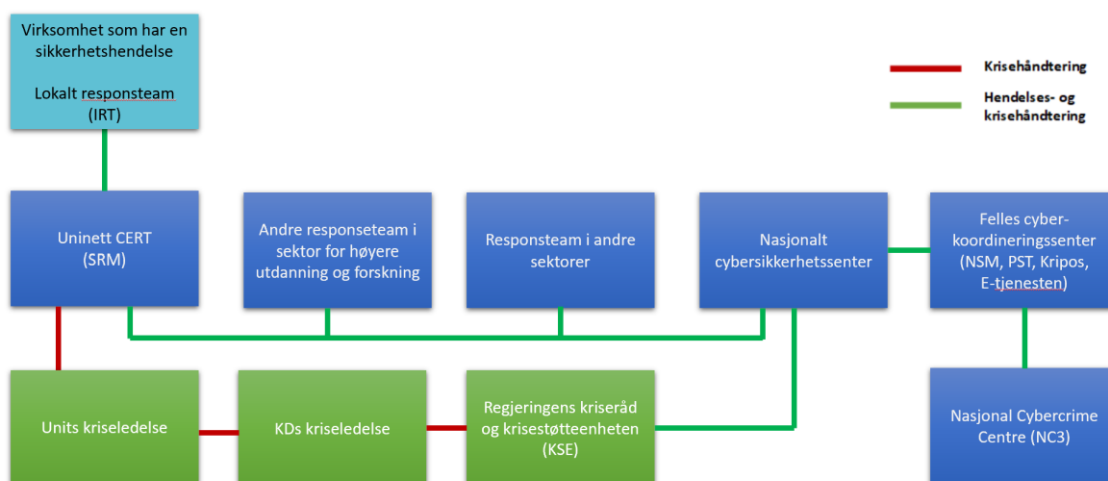 Virksomhet som har en
sikkerhetshendelse
Lokalt responsteam
(IRT)
Krisehåndtering
Hendelses- og
krisehåndtering
Uninett CERT
(SRM)
Andre responseteam i
sektor for høyere
utdanning og forskning
Responsteam i andre
sektorer
Nasjonalt
cybersikkerhetssenter
Felles cyber-
koordineringssenter
(NSM, PST, Kripos,
E-tjenesten)
Units kriseledelse
KDs kriseledelse
Regjeringens kriseråd
og krisestøtteenheten
(KSE)
Nasjonal Cybercrime
Centre (NC3)